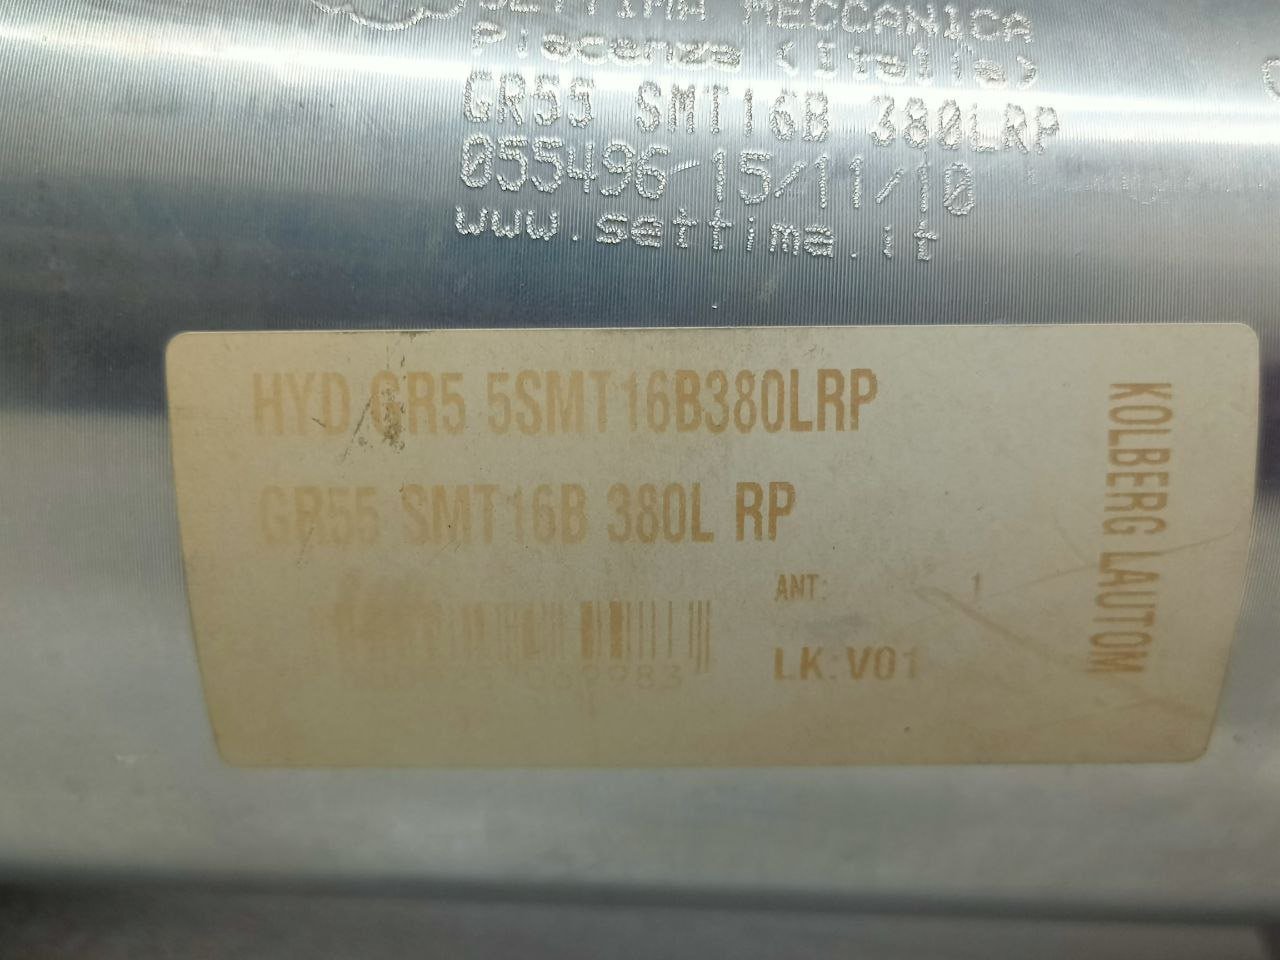 SETTIMA MECCANICA
Piacenza (Italia)
GR55 SMT16B 380LRP
055496-15/11/10
www.settima.it
HYD GR5 5SMT16B380LRP
GR55 SMT16B 380L RP
ANT: 1
LK:V01
KOLBERG LAUTOM